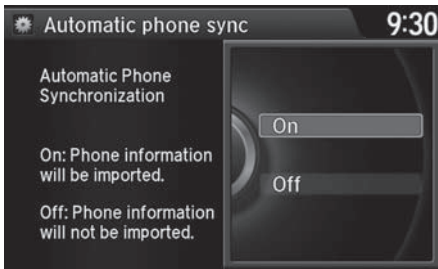 Automatic phone sync
9:30
Automatic Phone
Synchronization
On: Phone information
will be imported.
Off: Phone information
will not be imported.
On
Off